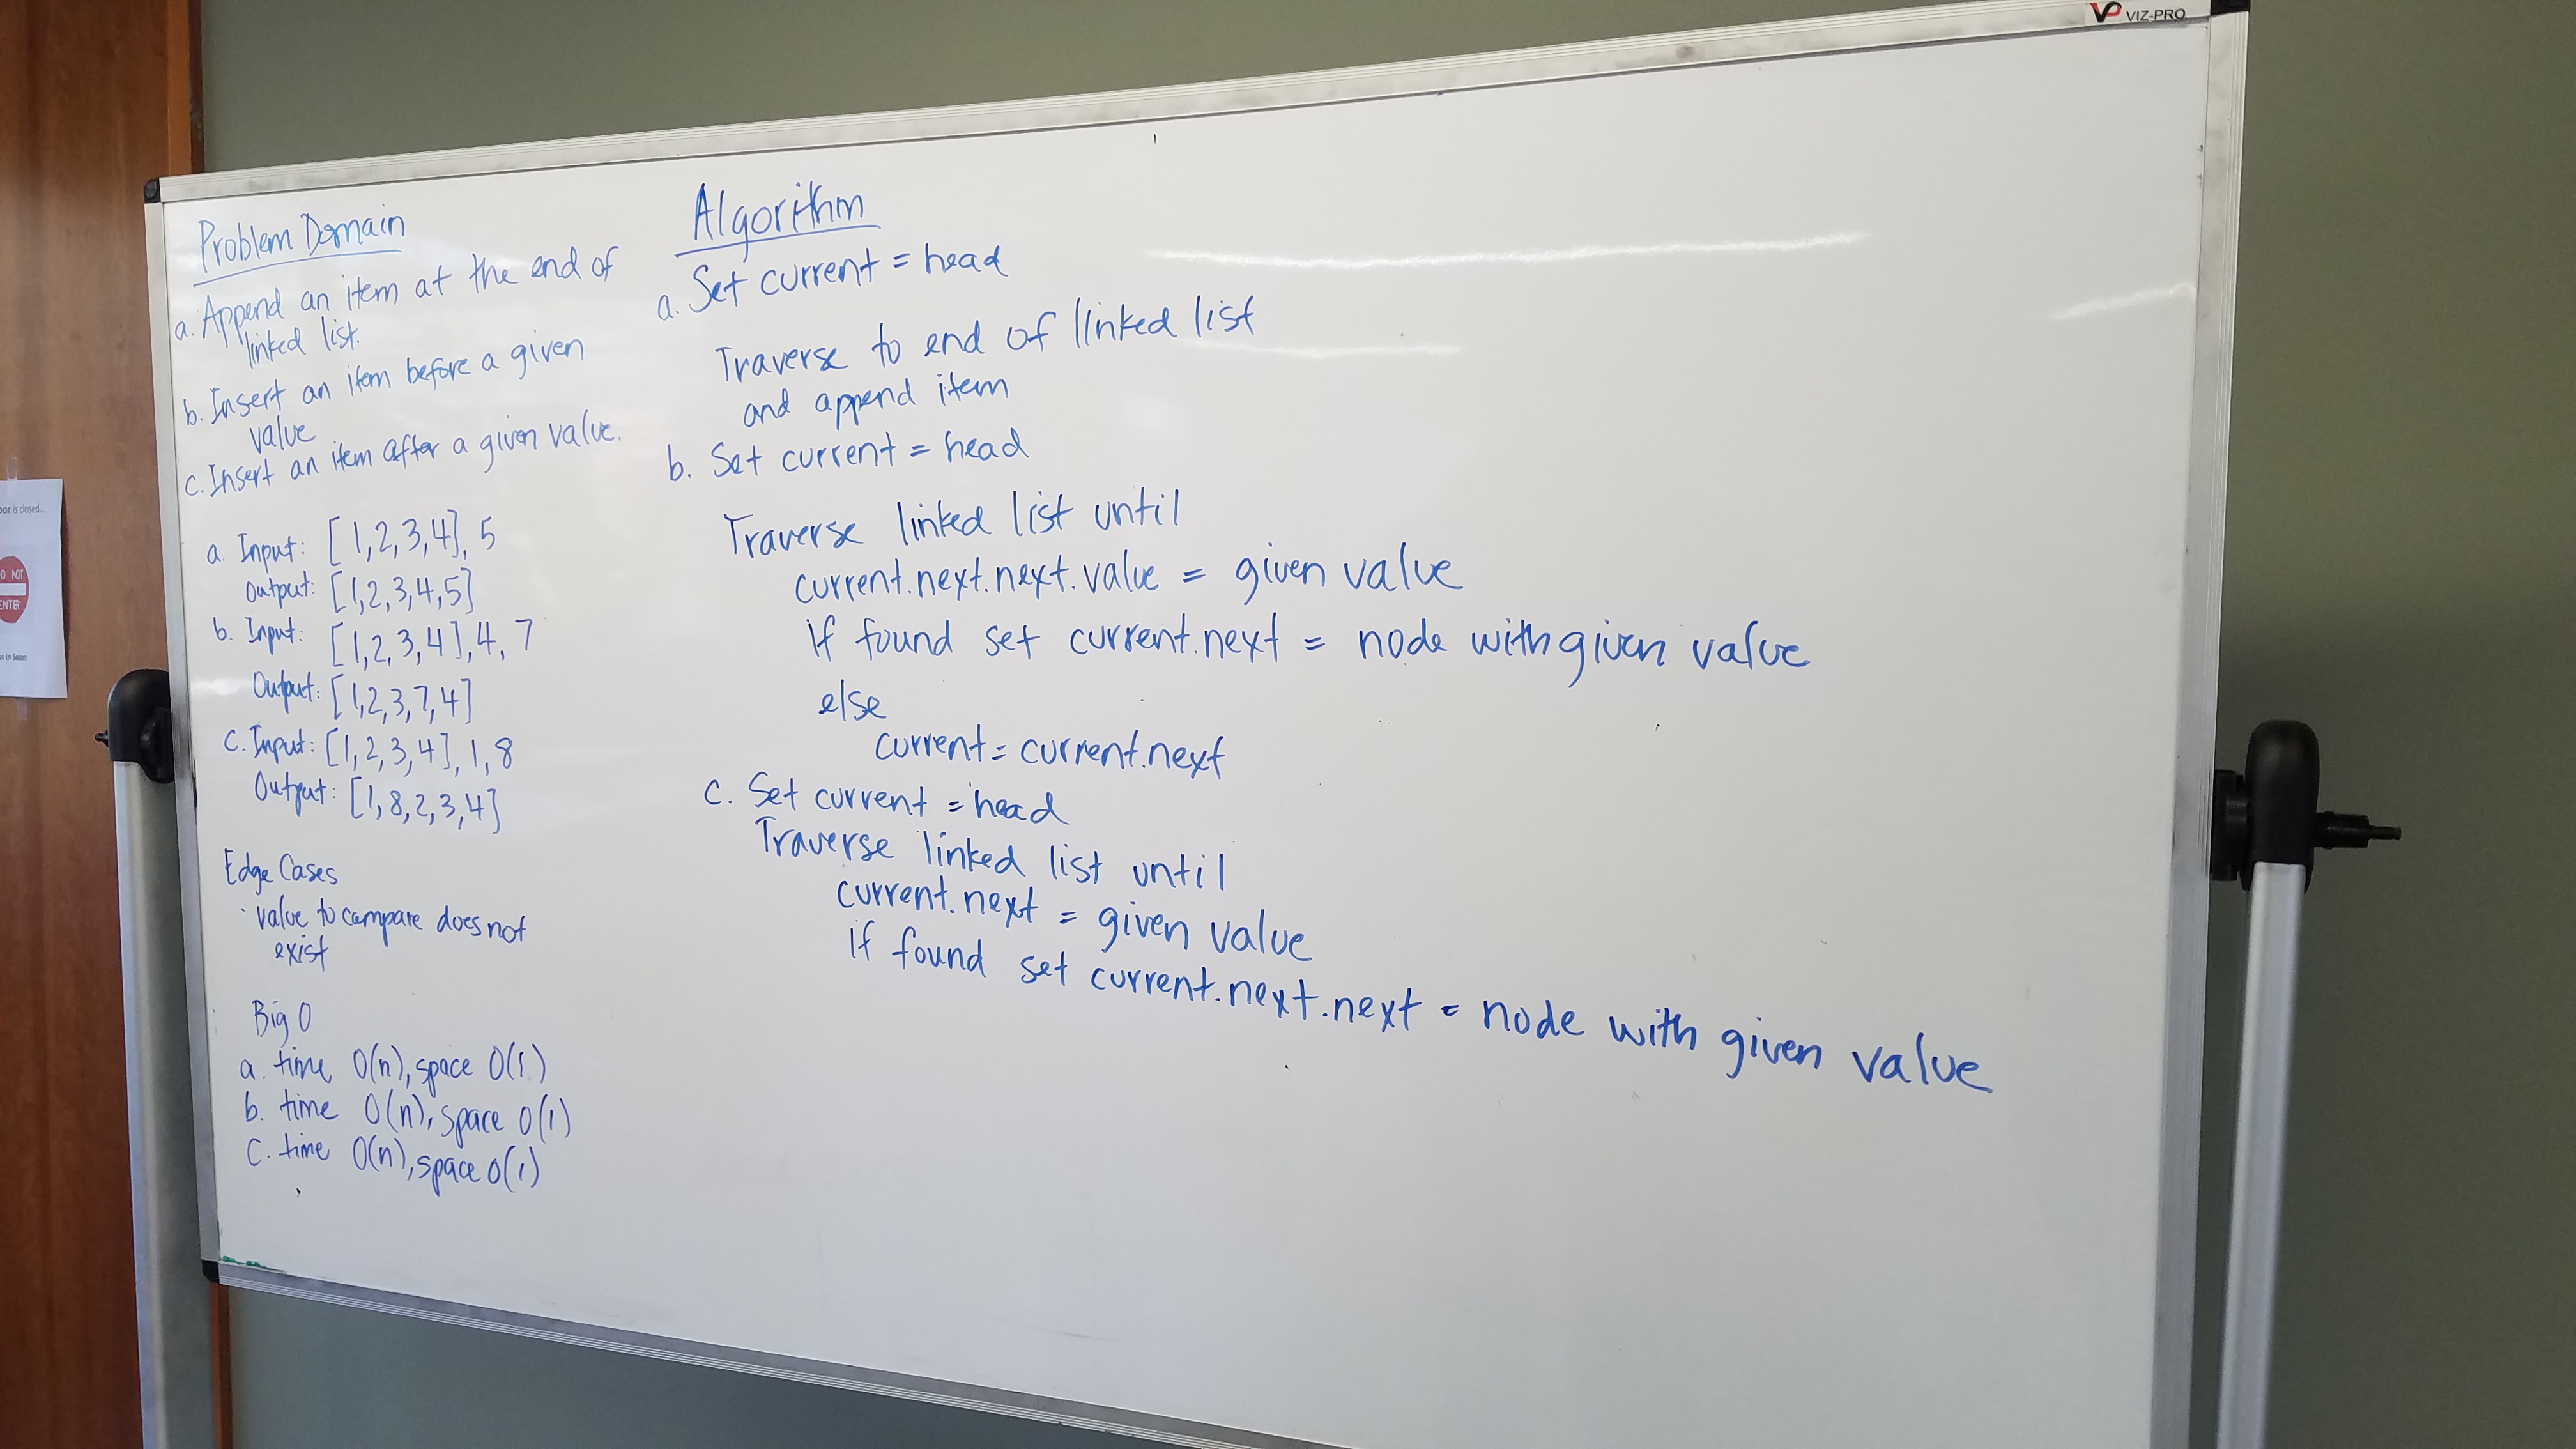 VIZ-PRO
Problem Domain
a. Append an item at the end of
linked list.
b. Insert an item before a given
value
c. Insert an item after a given value.
a. Input: [1,2,3,4], 5
Output: [1,2,3,4,5]
b. Input: [1,2,3,4], 4, 7
Output: [1,2,3,7,4]
C. Input: [1,2,3,4], 1, 8
Output: [1,8,2,3,4]
Edge Cases
· value to compare does not
exist
Big O
a. time O(n), space O(1)
b. time O(n), space O(1)
C. time O(n), space O(1)
Algorithm
a. Set current = head
Traverse to end of linked list
and append item
b. Set current = head
Traverse linked list until
current.next.next.value = given value
If found set current.next = node with given value
else
current = current.next
C. Set current = head
Traverse linked list until
current.next = given value
If found set current.next.next = node with given value
oor is closed...
O NOT
ENTER